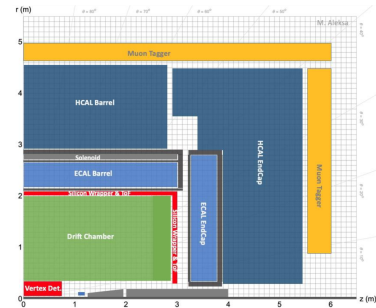 r (m)
M. Aleksa
5
Muon Tagger
4
HCAL Barrel
3
Solenoid
ECAL Barrel
2
Silicon Wrapper & ToF
Drift Chamber
Silicon Wrapper & ToF
ECAL EndCap
HCAL EndCap
Muon Tagger
1
Vertex Det.
0
0
1
2
3
4
5
6
z (m)